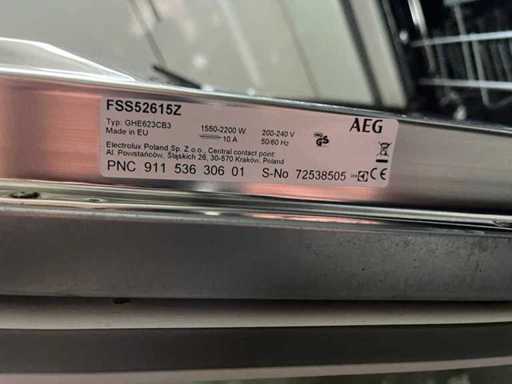 FSS52615Z
Typ: GHE623CB3
Made in EU
1550-2200 W
10 A
200-240 V
50/60 Hz
AEG
Electrolux Poland Sp. Z o.o., Central contact point:
Al. Powstańców, Śląskich 26, 30-570 Kraków, Poland
PNC 911 536 306 01 S-No 72538505 CE